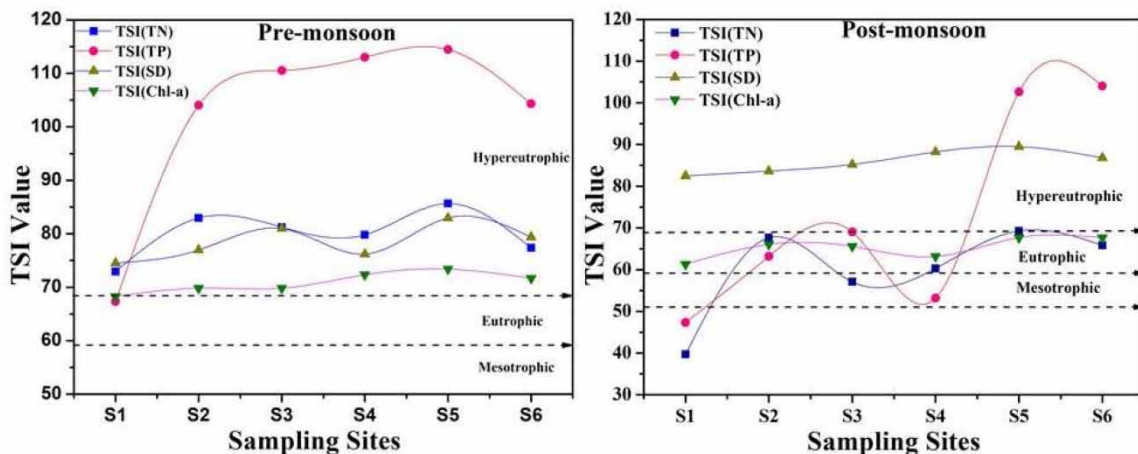 Pre-monsoon
TSI(TN)
TSI(TP)
TSI(SD)
TSI(Chl-a)
Hypereutrophic
Eutrophic
Mesotrophic
TSI Value
120
110
100
90
80
70
60
50
S1 S2 S3 S4 S5 S6
Sampling Sites
Post-monsoon
TSI(TN)
TSI(TP)
TSI(SD)
TSI(Chl-a)
Hypereutrophic
Eutrophic
Mesotrophic
TSI Value
120
110
100
90
80
70
60
50
40
30
S1 S2 S3 S4 S5 S6
Sampling Sites